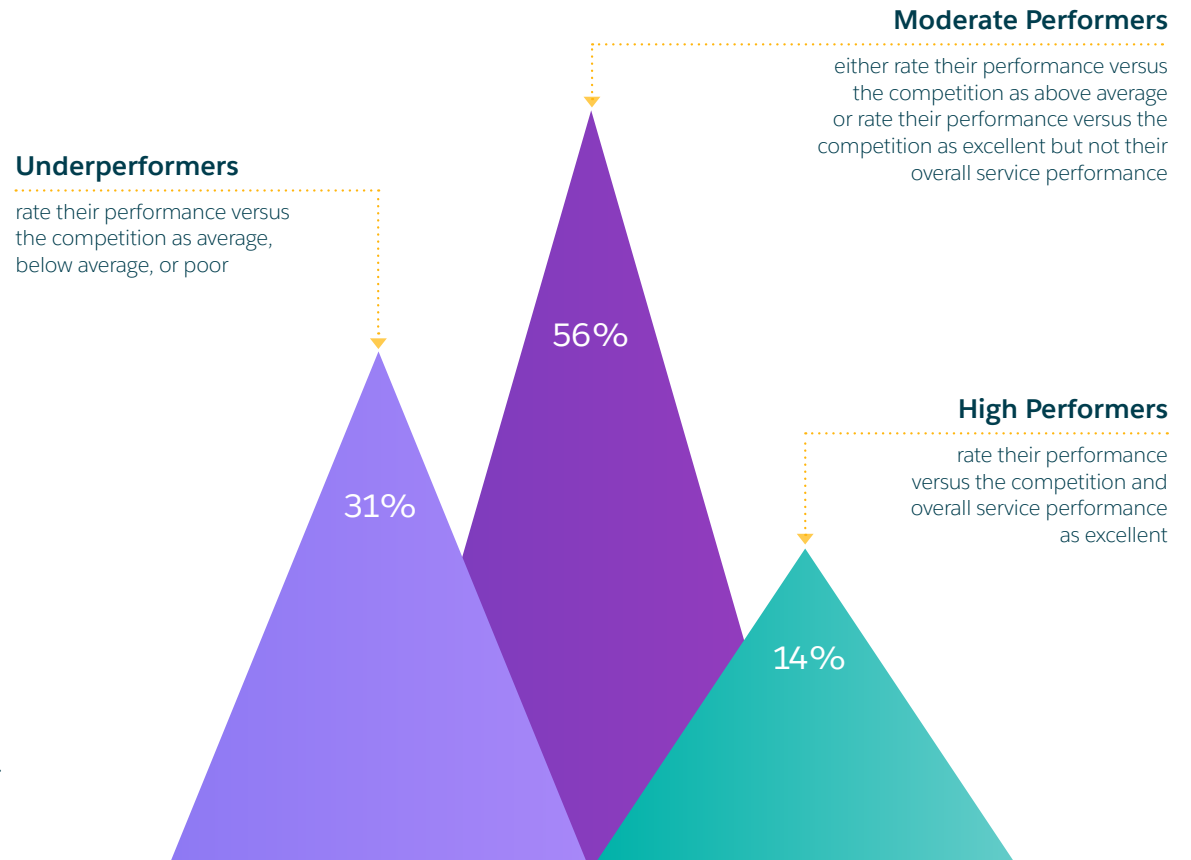 Moderate Performers
either rate their performance versus
the competition as above average
or rate their performance versus the
competition as excellent but not their
overall service performance
Underperformers
rate their performance versus
the competition as average,
below average, or poor
56%
31%
High Performers
rate their performance
versus the competition and
overall service performance
as excellent
14%